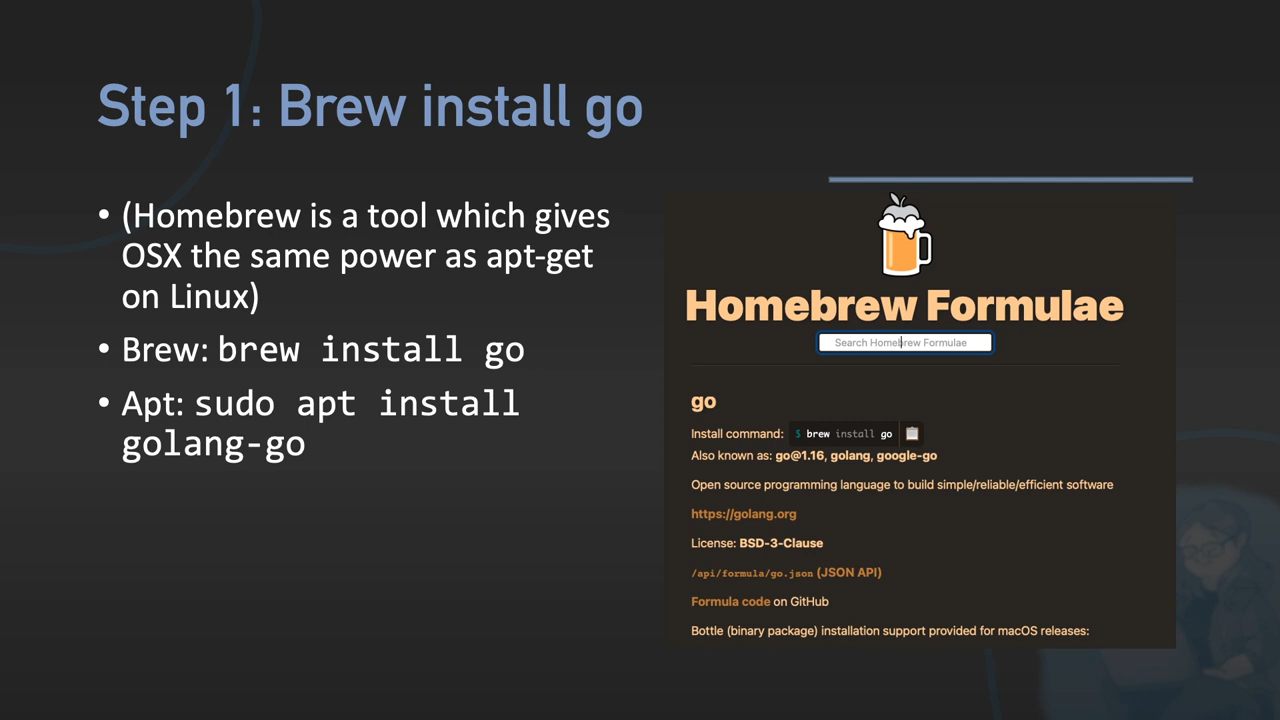 Step 1: Brew install go
• (Homebrew is a tool which gives
OSX the same power as apt-get
on Linux)
• Brew: brew install go
• Apt: sudo apt install
golang-go
Homebrew Formulae
Search Homebrew Formulae
go
Install command: $ brew install go
Also known as: go@1.16, golang, google-go
Open source programming language to build simple/reliable/efficient software
https://golang.org
License: BSD-3-Clause
/api/formula/go.json (JSON API)
Formula code on GitHub
Bottle (binary package) installation support provided for macOS releases: